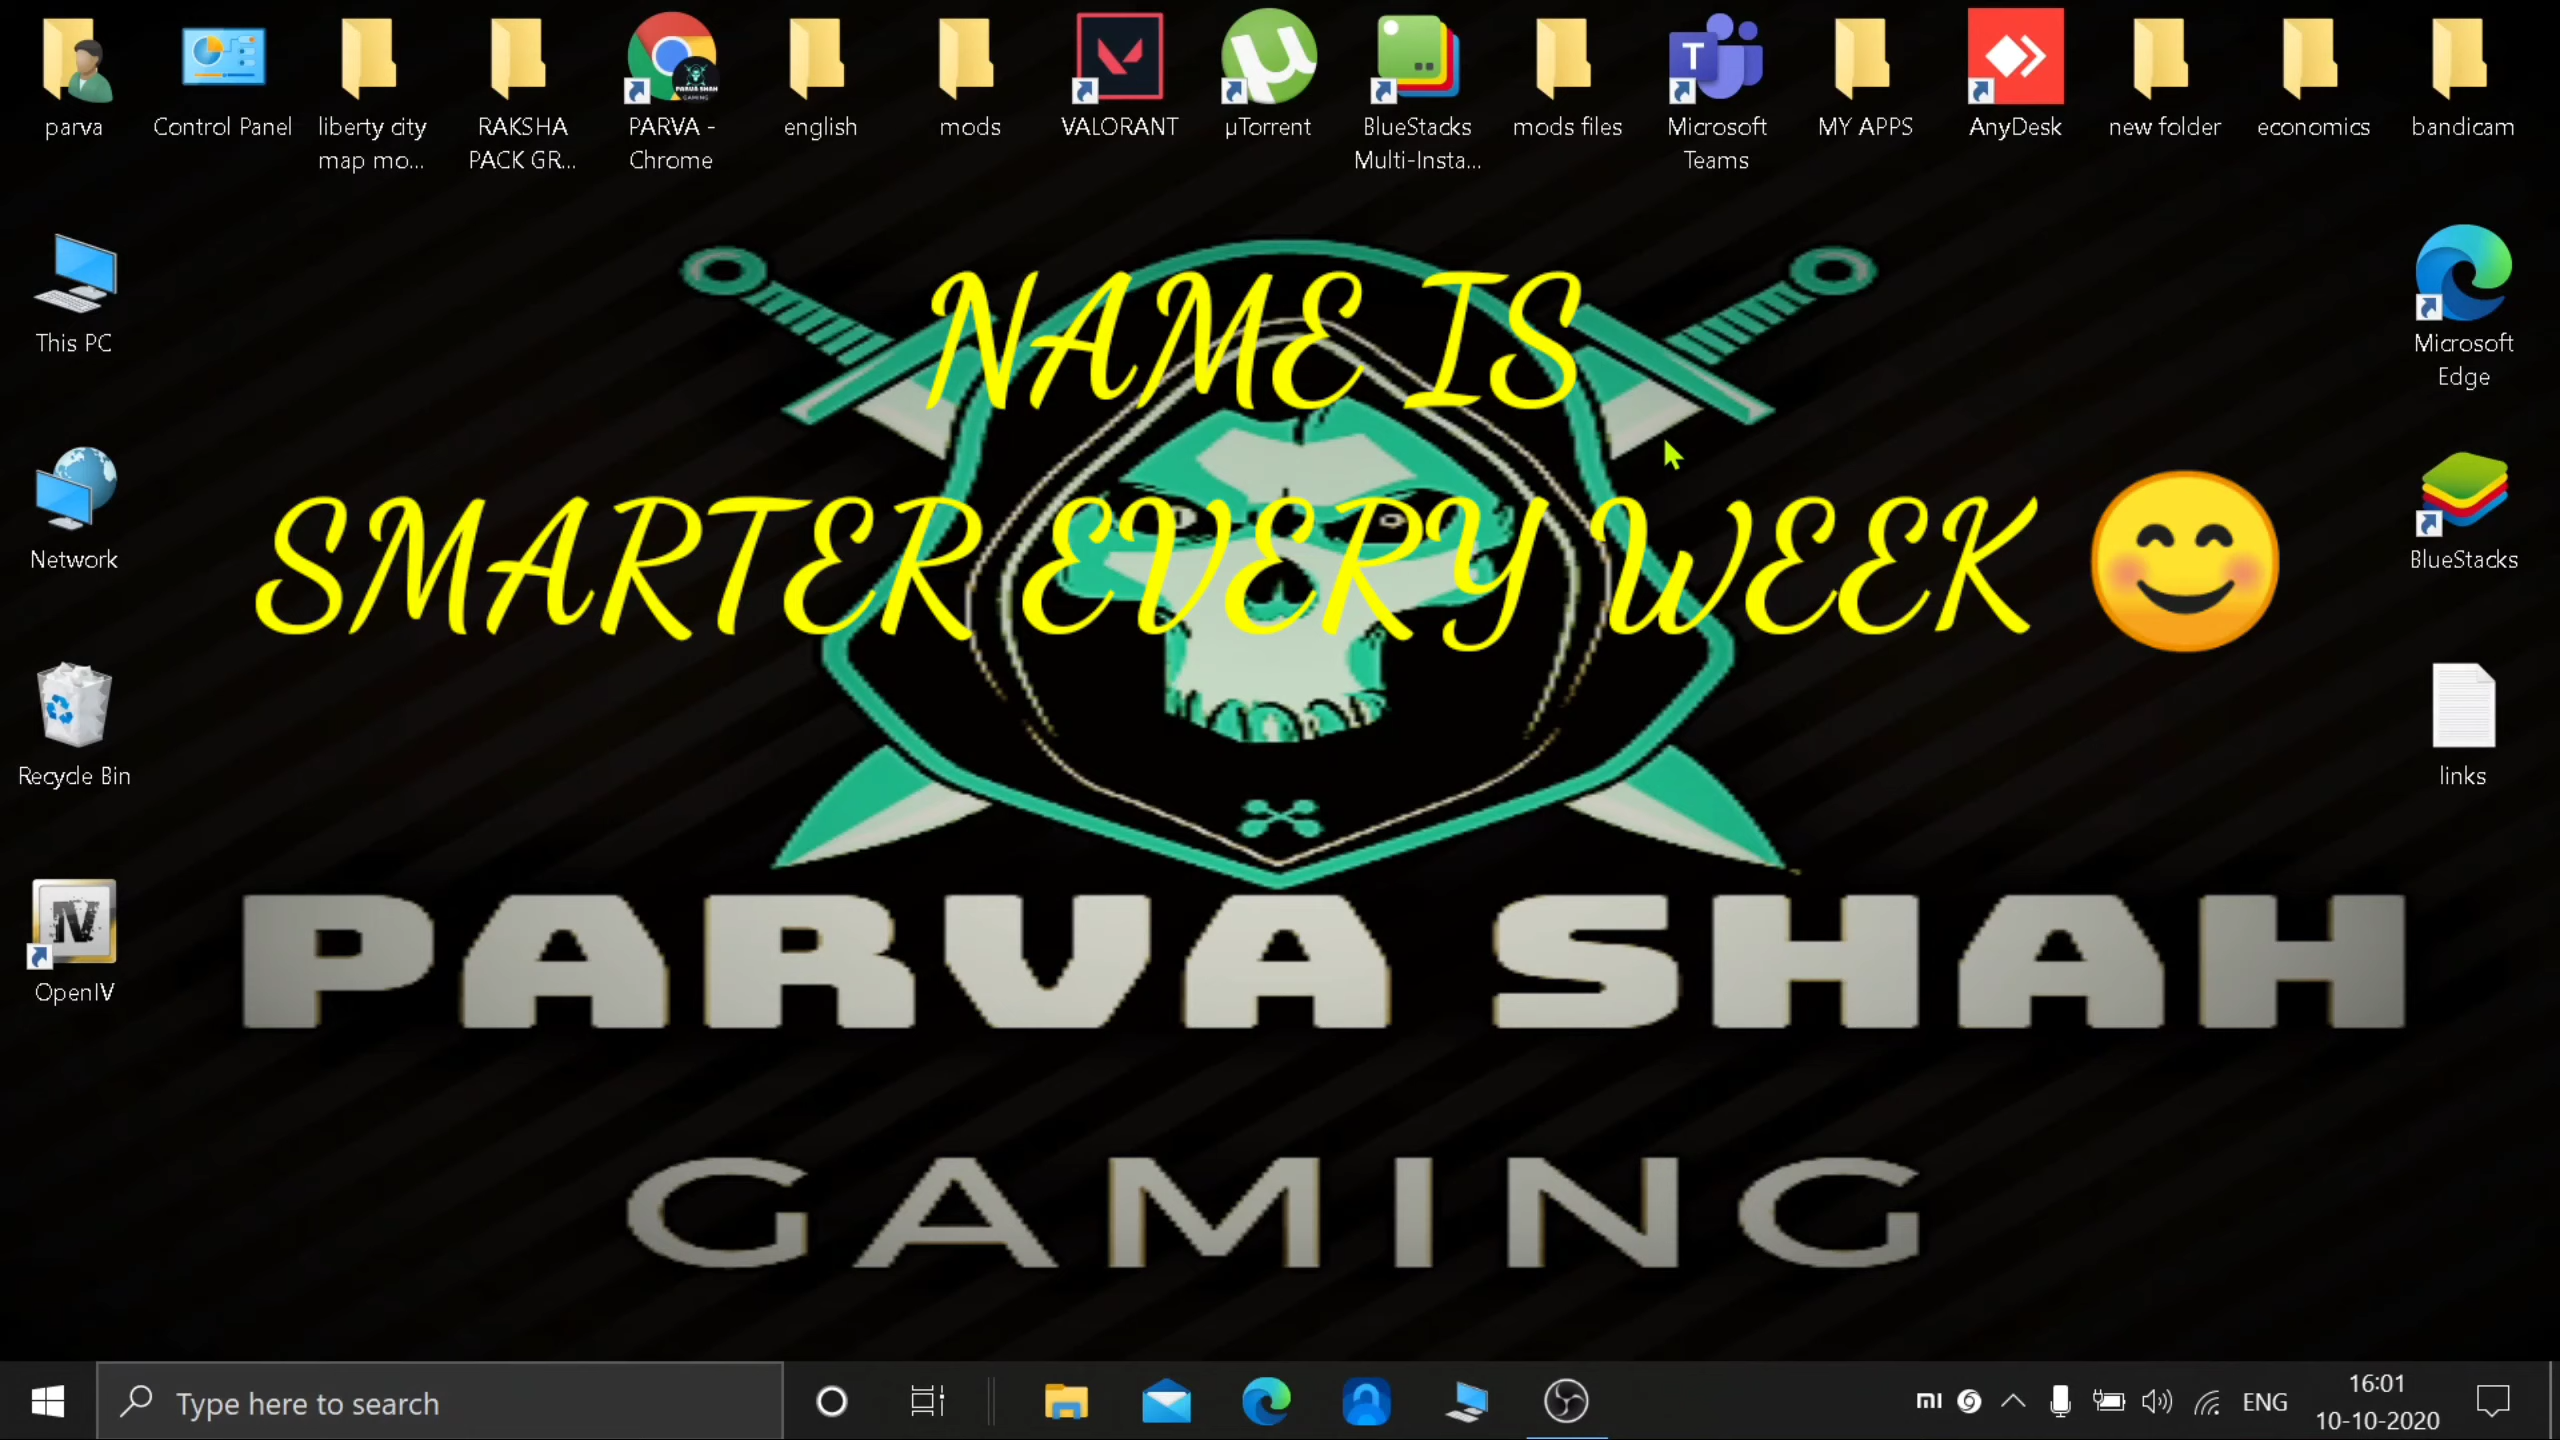 parva
Control Panel
liberty city
map mo...
RAKSHA
PACK GR...
PARVA -
Chrome
english
mods
VALORANT
µTorrent
BlueStacks
Multi-Insta...
mods files
Microsoft
Teams
MY APPS
AnyDesk
new folder
economics
bandicam
This PC
Microsoft
Edge
NAME IS
SMARTER EVERY WEEK 😊
Network
BlueStacks
Recycle Bin
links
OpenIV
PARVA SHAH
GAMING
Type here to search
ENG
16:01
10-10-2020